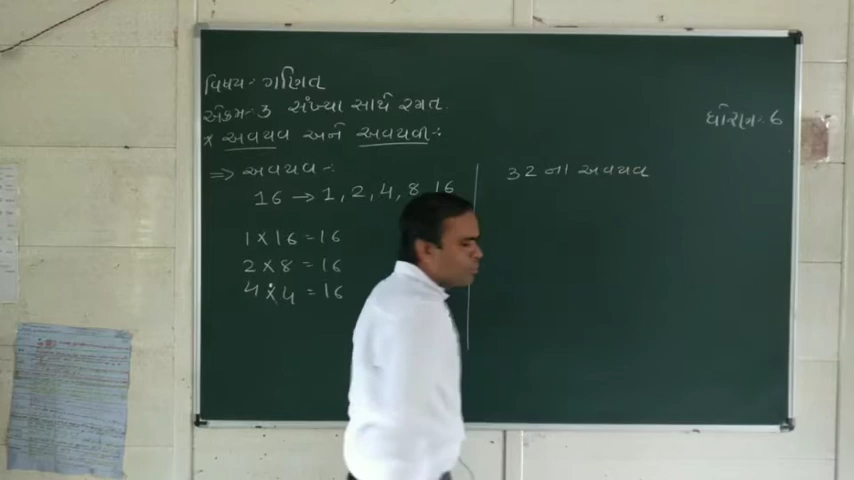 વિષય:- ગણિત
એકમ:- 3 સંખ્યા સાથે રમત.
ધોરણ:- 6
* અવયવ અને અવયવી:-
⇒ અવયવ:-
16 → 1, 2, 4, 8, 16
1 × 16 = 16
2 × 8 = 16
4 × 4 = 16
32 ના અવયવ